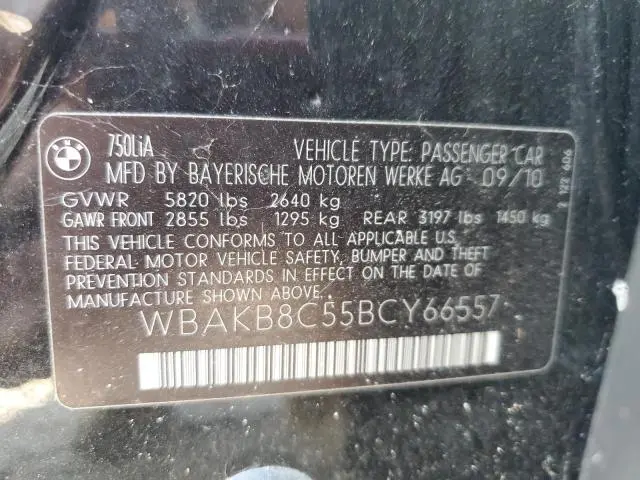 BMW
750LiA VEHICLE TYPE: PASSENGER CAR
MFD BY BAYERISCHE MOTOREN WERKE AG 09/10
GVWR 5820 lbs 2640 kg
GAWR FRONT 2855 lbs 1295 kg REAR 3197 lbs 1450 kg
THIS VEHICLE CONFORMS TO ALL APPLICABLE U.S.
FEDERAL MOTOR VEHICLE SAFETY, BUMPER AND THEFT
PREVENTION STANDARDS IN EFFECT ON THE DATE OF
MANUFACTURE SHOWN ABOVE.
WBAKB8C55BCY66557